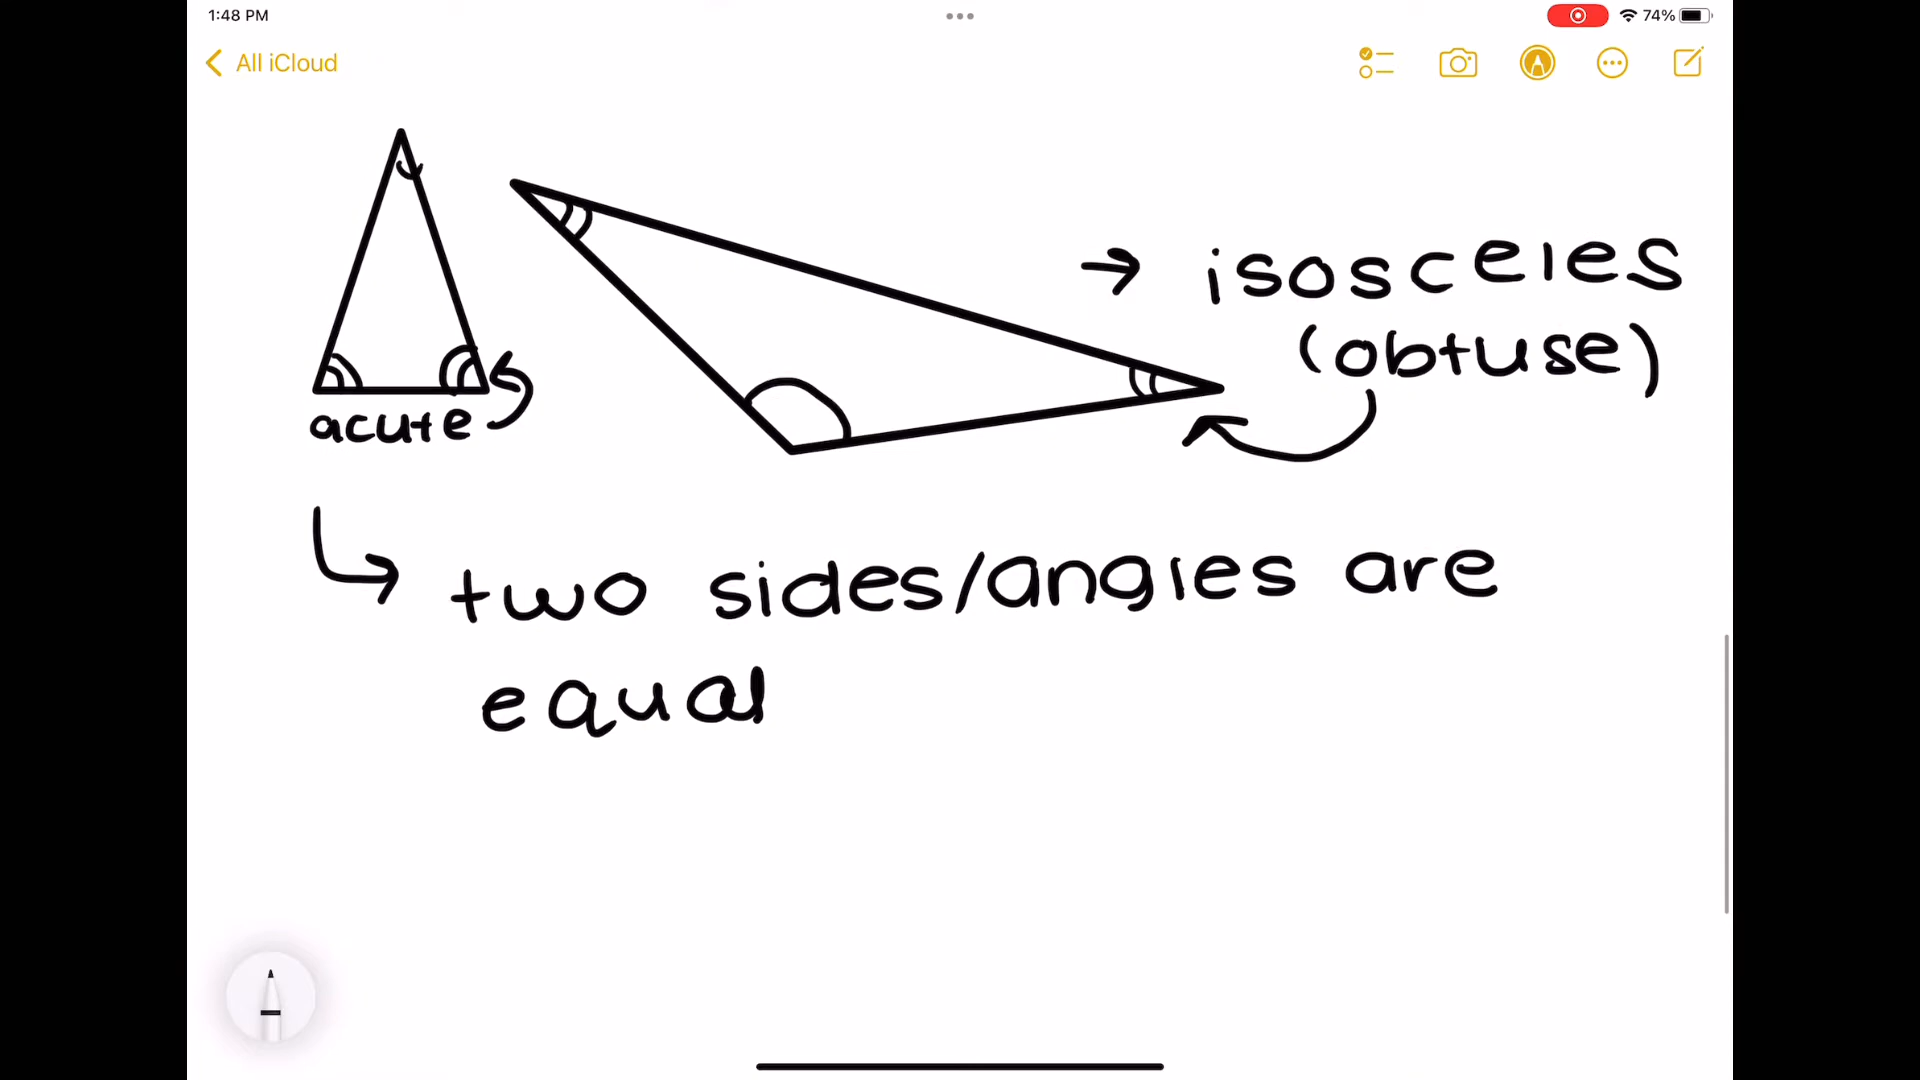 1:48 PM
74%
All iCloud
→ isosceles
(obtuse)
acute
two sides/angles are
equal